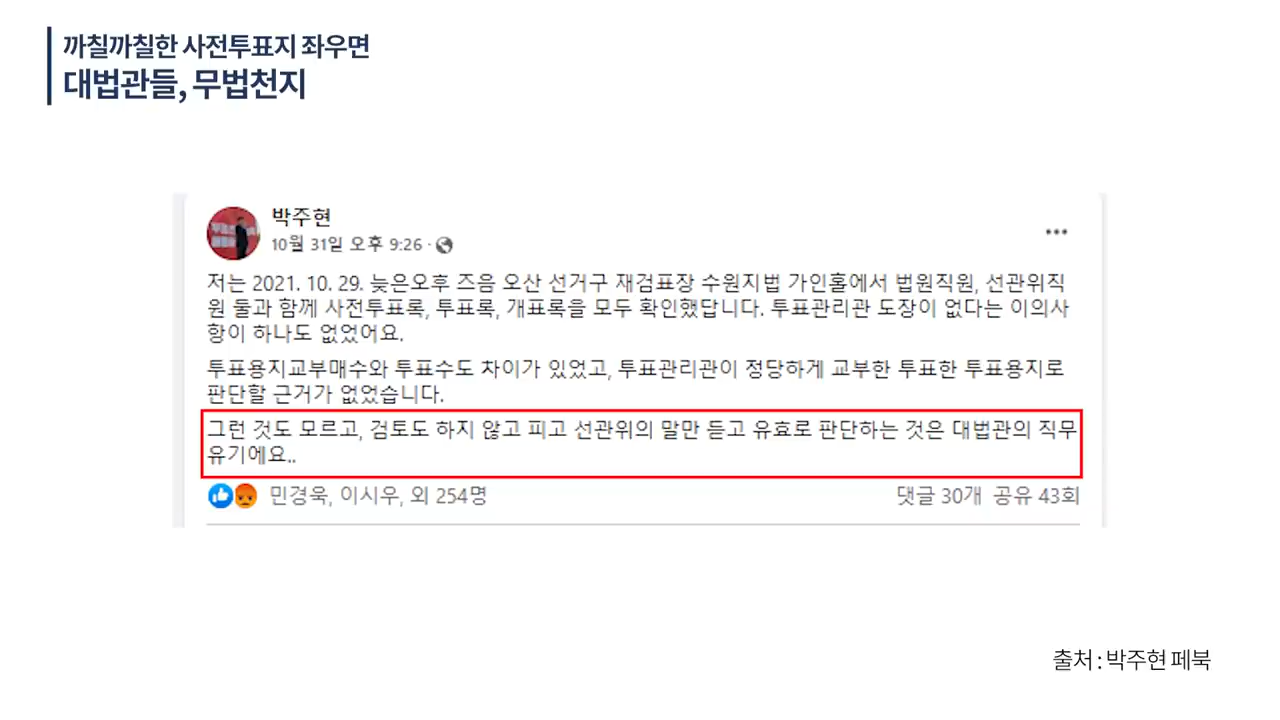 까칠까칠한 사전투표지 좌우면
대법관들, 무법천지
박주현
10월 31일 오후 9:26 ·
저는 2021. 10. 29. 늦은오후 즈음 오산 선거구 재검표장 수원지법 가인홀에서 법원직원, 선관위직
원 둘과 함께 사전투표록, 투표록, 개표록을 모두 확인했답니다. 투표관리관 도장이 없다는 이의사
항이 하나도 없었어요.
투표용지교부매수와 투표수도 차이가 있었고, 투표관리관이 정당하게 교부한 투표한 투표용지로
판단할 근거가 없었습니다.
그런 것도 모르고, 검토도 하지 않고 피고 선관위의 말만 듣고 유효로 판단하는 것은 대법관의 직무
유기에요..
민경욱, 이시우, 외 254명 댓글 30개 공유 43회
출처 : 박주현 페북